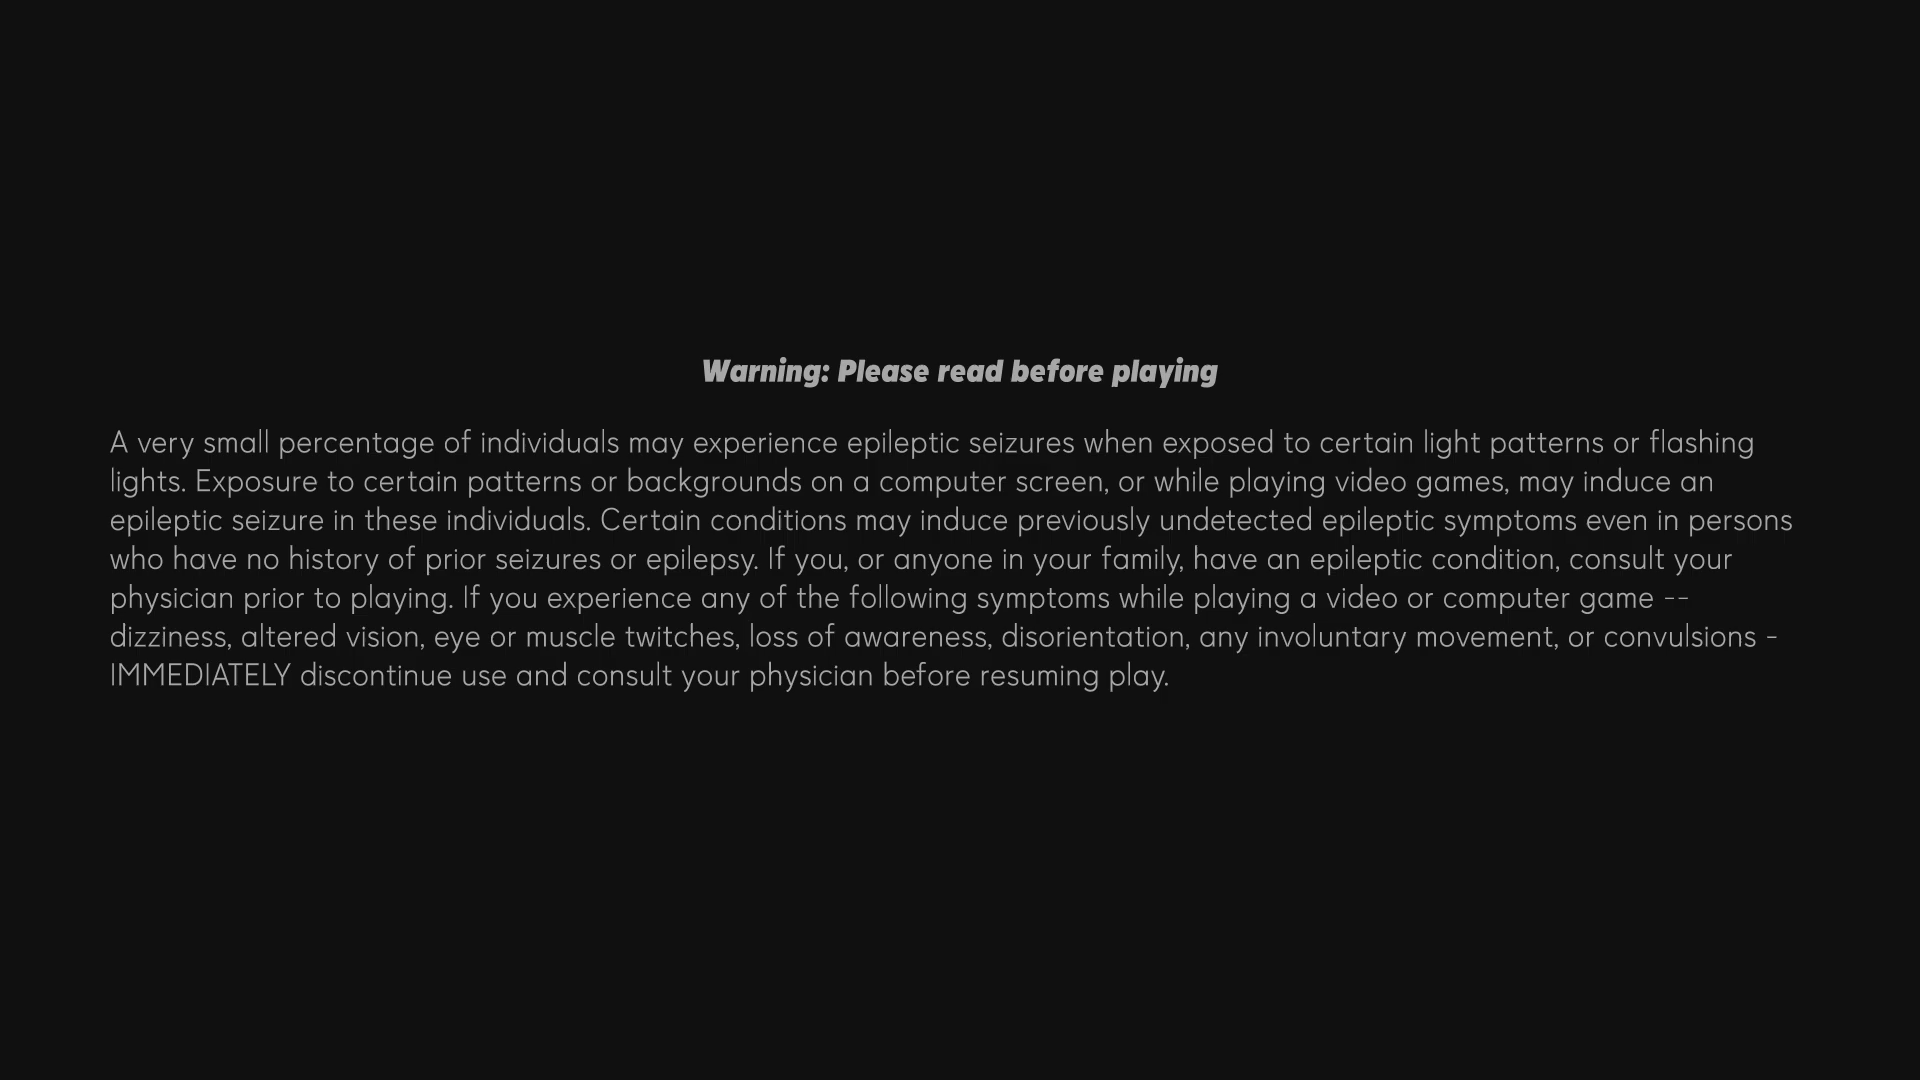 Warning: Please read before playing
A very small percentage of individuals may experience epileptic seizures when exposed to certain light patterns or flashing
lights. Exposure to certain patterns or backgrounds on a computer screen, or while playing video games, may induce an
epileptic seizure in these individuals. Certain conditions may induce previously undetected epileptic symptoms even in persons
who have no history of prior seizures or epilepsy. If you, or anyone in your family, have an epileptic condition, consult your
physician prior to playing. If you experience any of the following symptoms while playing a video or computer game --
dizziness, altered vision, eye or muscle twitches, loss of awareness, disorientation, any involuntary movement, or convulsions -
IMMEDIATELY discontinue use and consult your physician before resuming play.